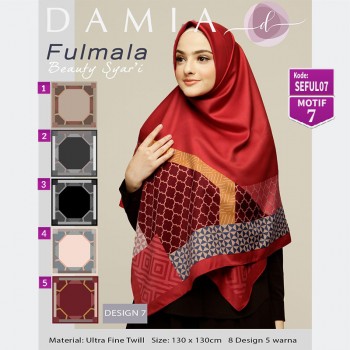 DAMIA
d
Fulmala
Beauty Syar'i
Kode:
SEFUL07
MOTIF
7
1
2
3
4
5
DESIGN 7
Material: Ultra Fine Twill Size: 130 x 130cm 8 Design 5 warna